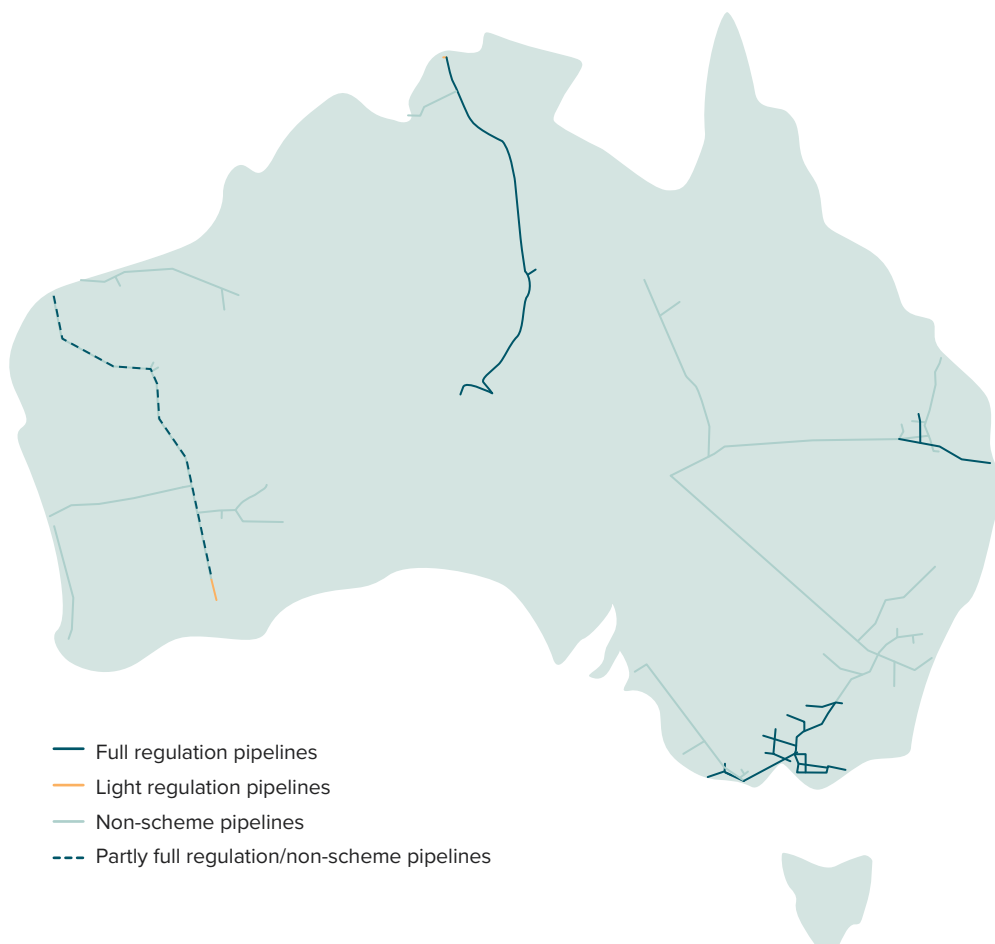 Full regulation pipelines
Light regulation pipelines
Non-scheme pipelines
Partly full regulation/non-scheme pipelines